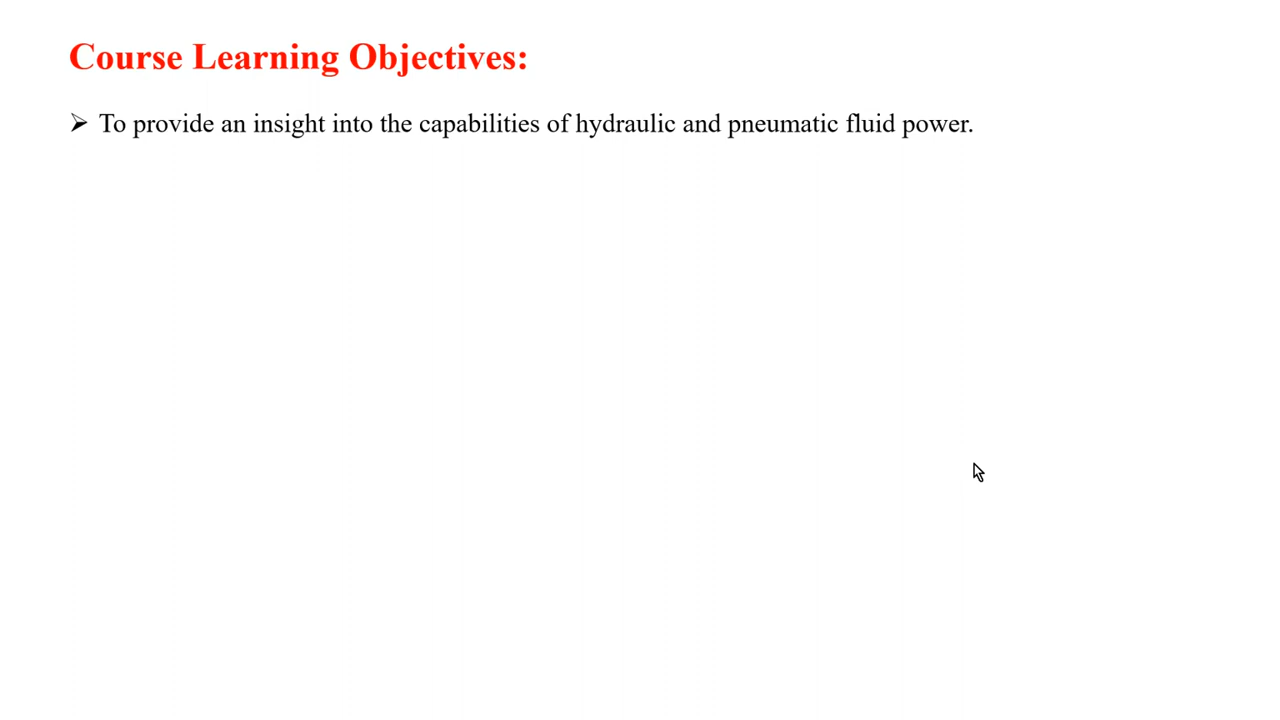 Course Learning Objectives:
➢ To provide an insight into the capabilities of hydraulic and pneumatic fluid power.